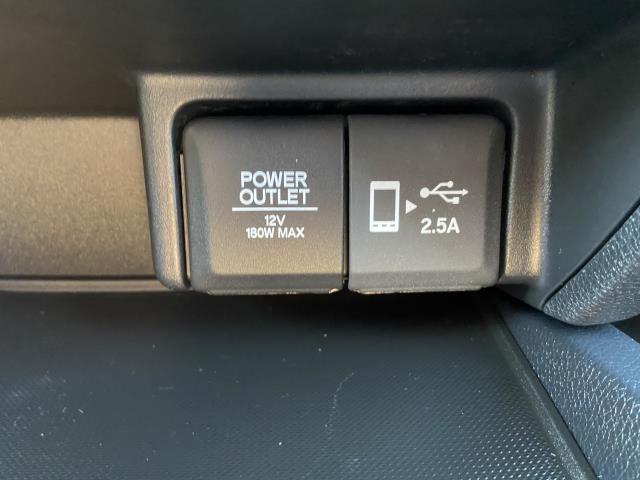 POWER
OUTLET
12V
180W MAX
2.5A